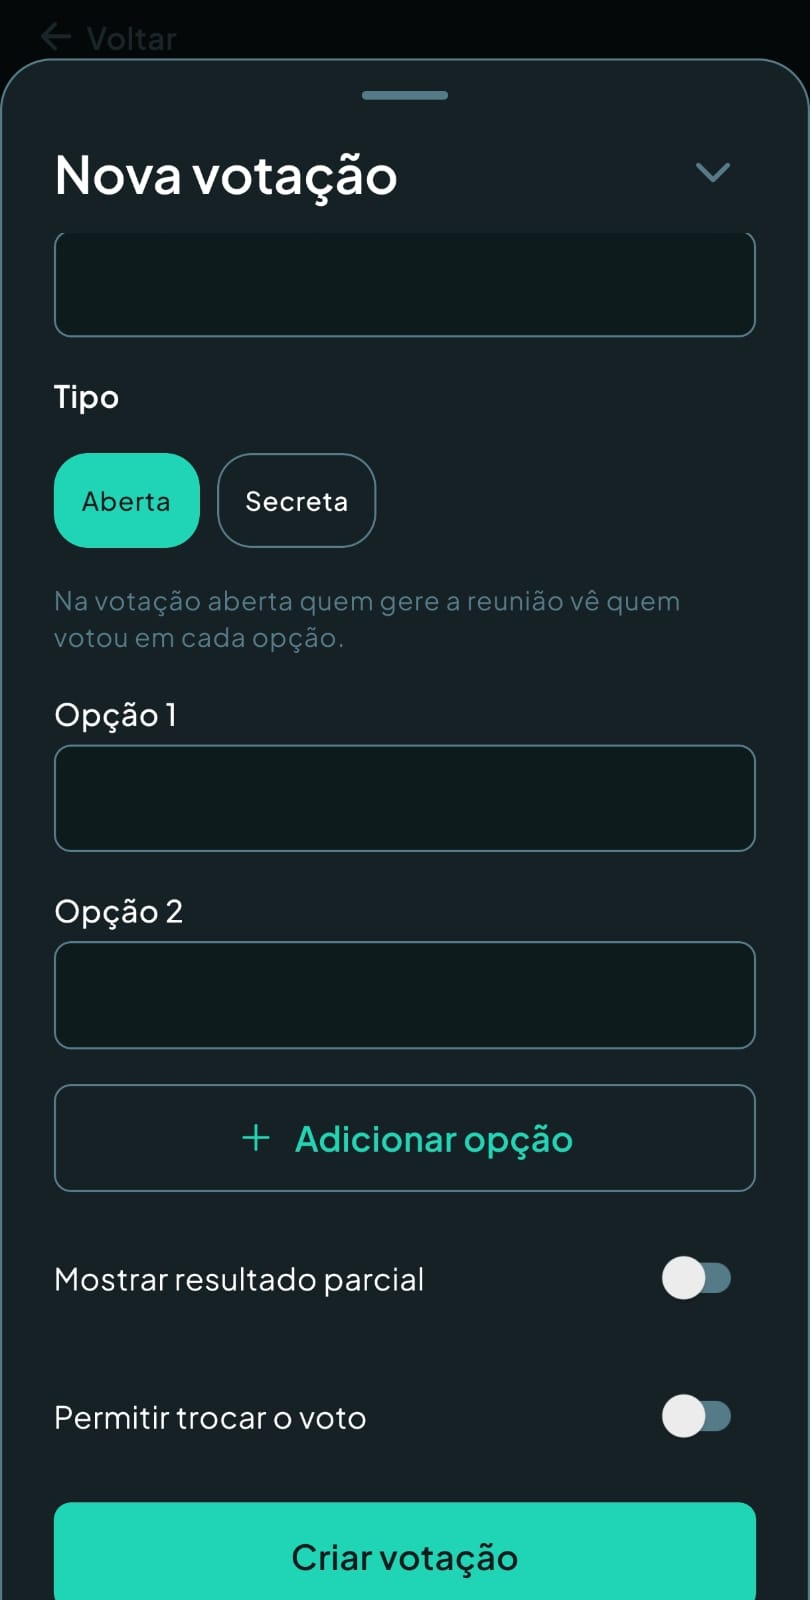 Voltar
Nova votação
Tipo
Aberta
Secreta
Na votação aberta quem gere a reunião vê quem
votou em cada opção.
Opção 1
Opção 2
+ Adicionar opção
Mostrar resultado parcial
Permitir trocar o voto
Criar votação